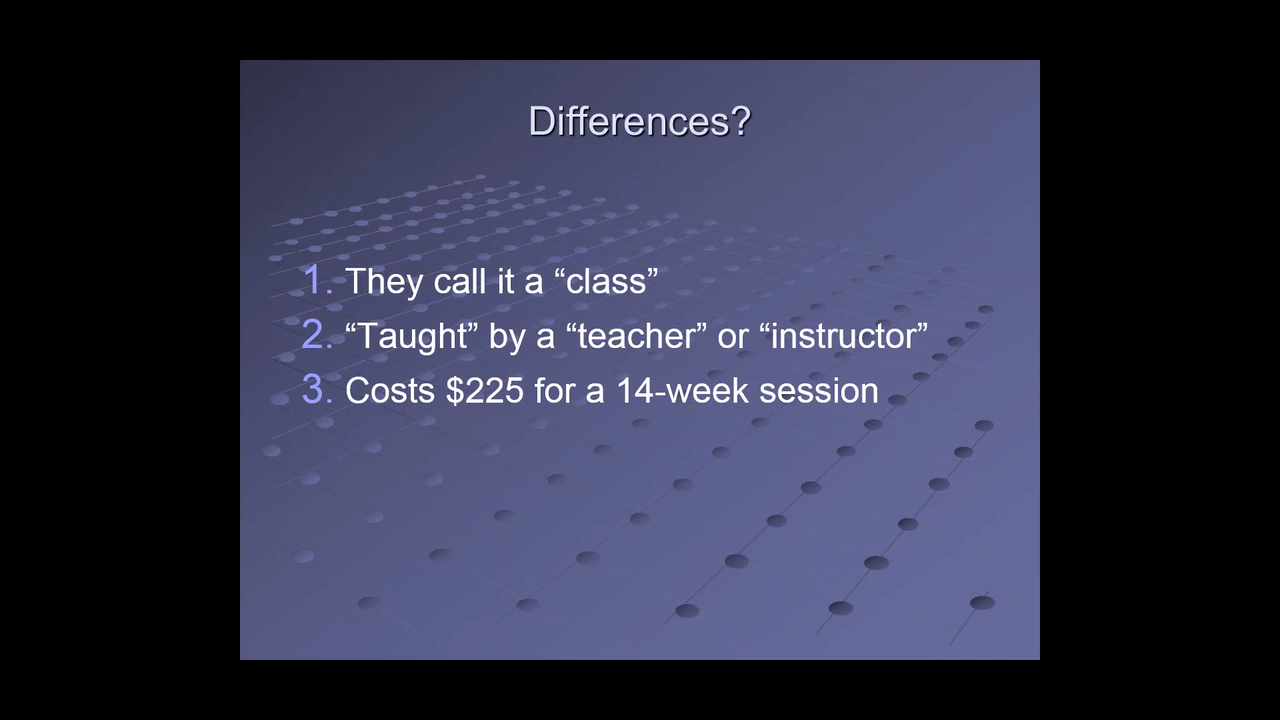 Differences?
1. They call it a “class”
2. “Taught” by a “teacher” or “instructor”
3. Costs $225 for a 14-week session